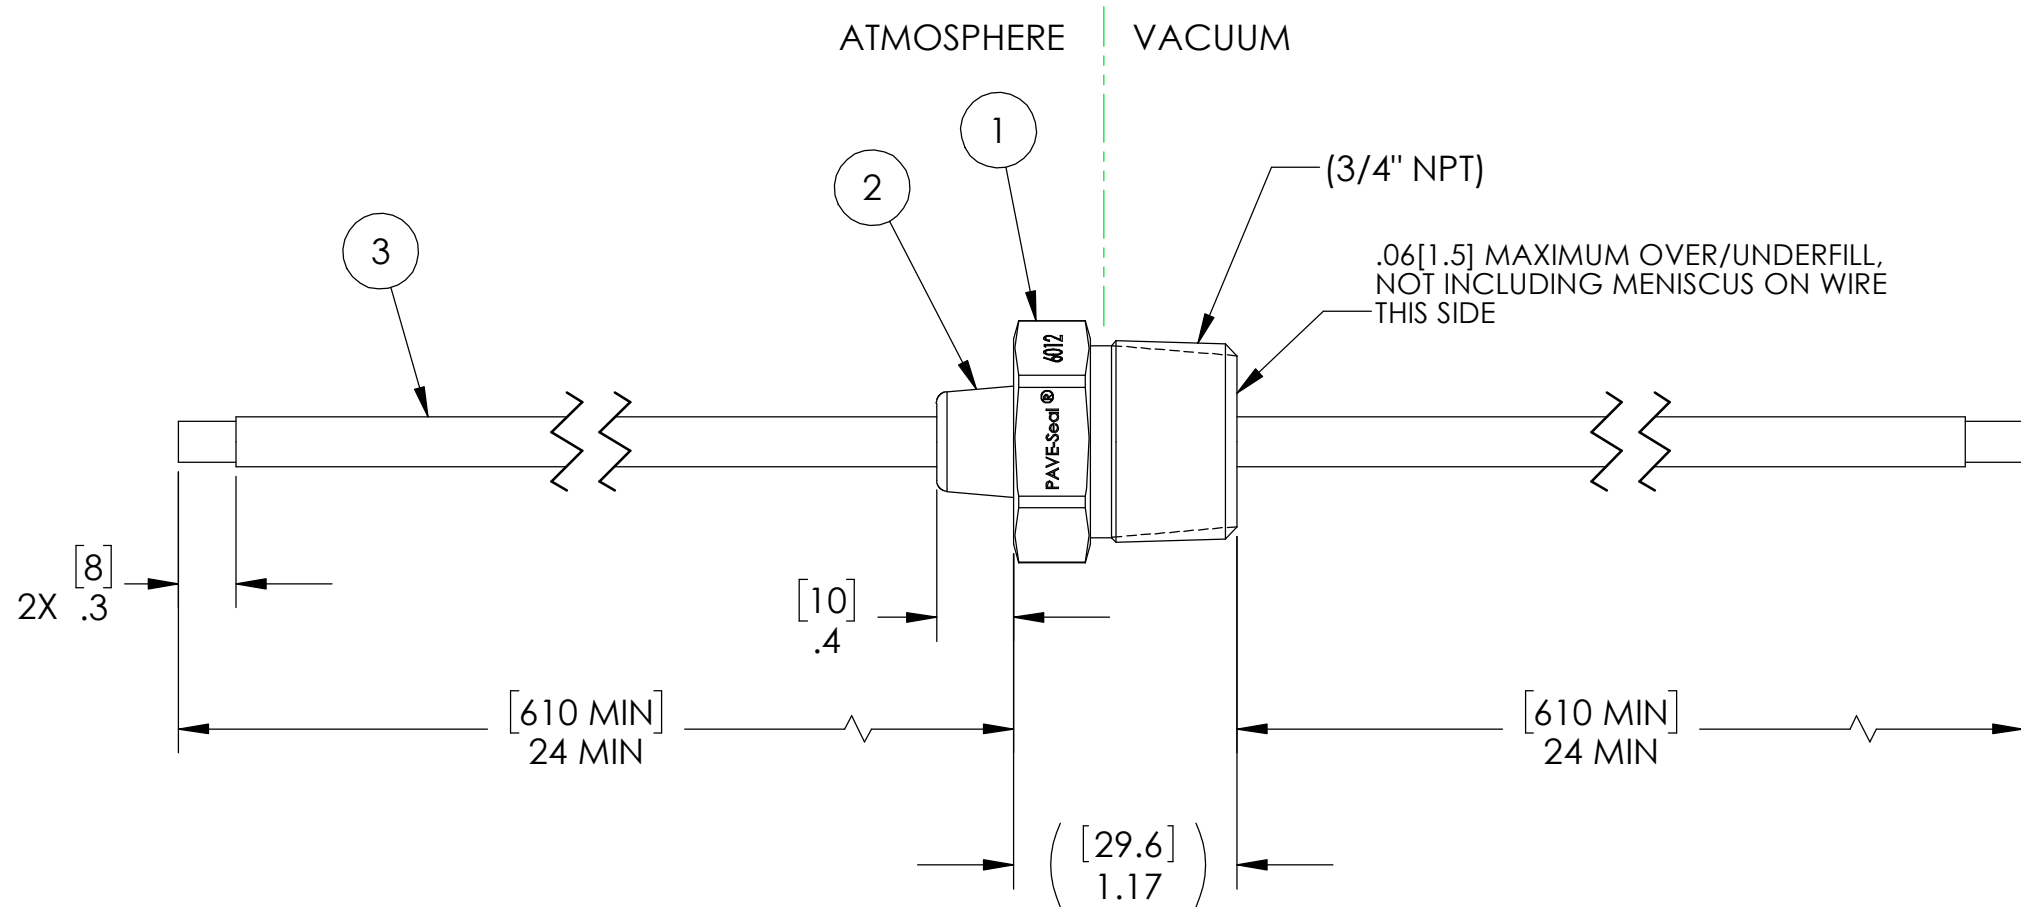 ATMOSPHERE
VACUUM
1
2
3
(3/4" NPT)
.06[1.5] MAXIMUM OVER/UNDERFILL,
NOT INCLUDING MENISCUS ON WIRE
THIS SIDE
6012
PAVE-Seal ®
[8]
2X .3
[10]
.4
[610 MIN]
24 MIN
[610 MIN]
24 MIN
([29.6]
1.17)